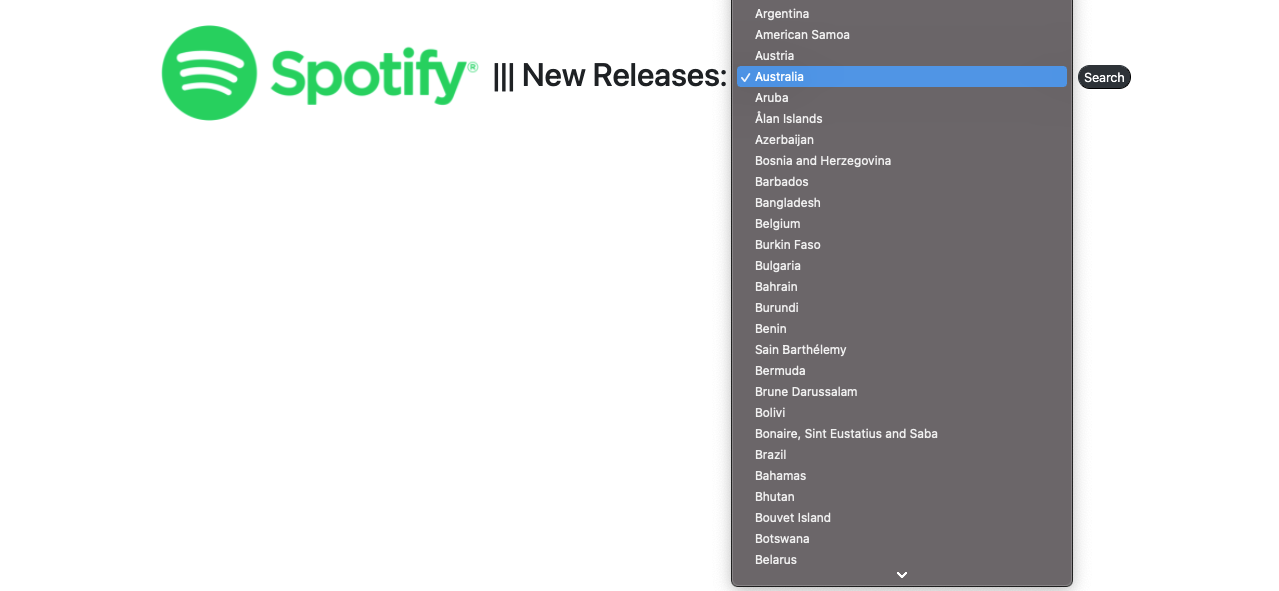 Spotify®
||| New Releases:
Argentina
American Samoa
Austria
✓ Australia
Aruba
Ålan Islands
Azerbaijan
Bosnia and Herzegovina
Barbados
Bangladesh
Belgium
Burkin Faso
Bulgaria
Bahrain
Burundi
Benin
Sain Barthélemy
Bermuda
Brune Darussalam
Bolivi
Bonaire, Sint Eustatius and Saba
Brazil
Bahamas
Bhutan
Bouvet Island
Botswana
Belarus
Search